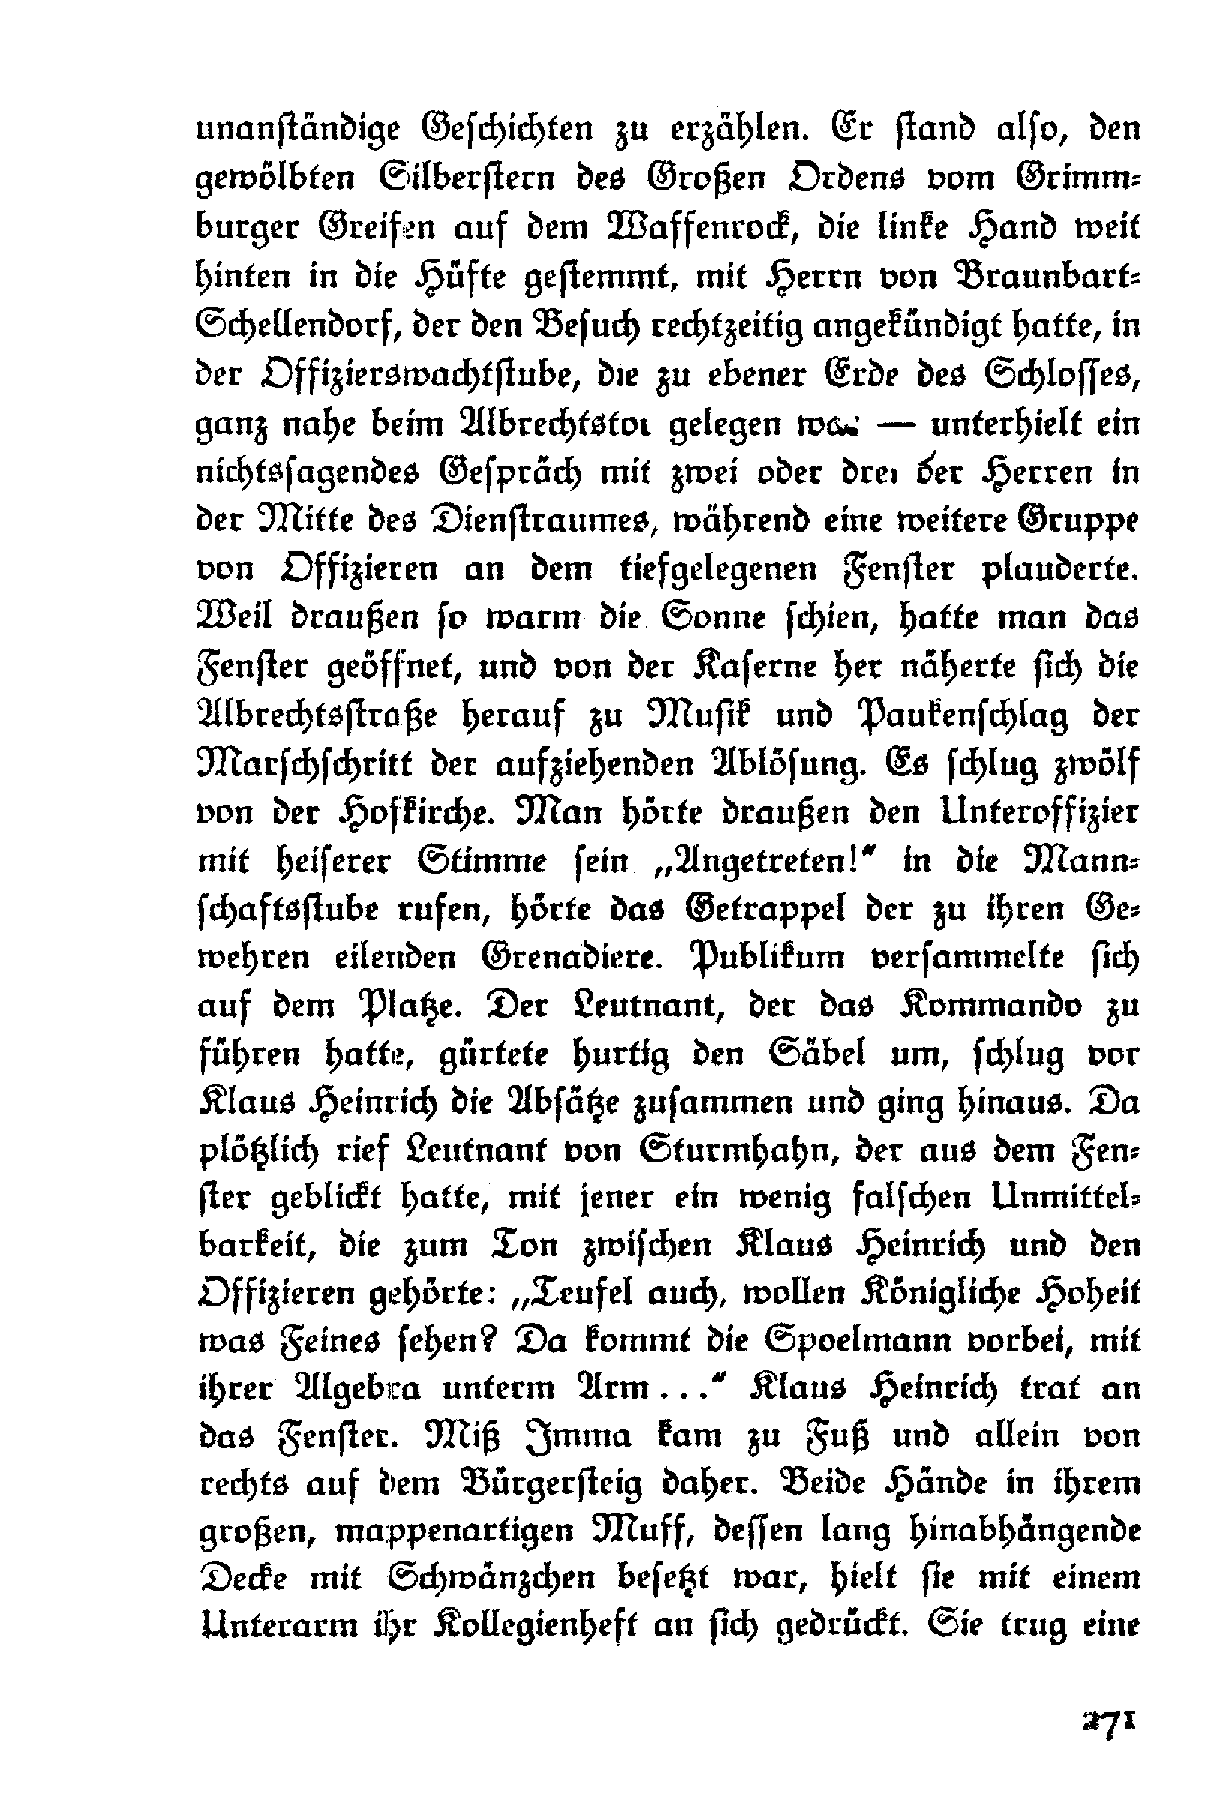 unanständige Geschichten zu erzählen. Er stand also, den
gewölbten Silberstern des Großen Ordens vom Grimm-
burger Greifen auf dem Waffenrock, die linke Hand weit
hinten in die Hüfte gestemmt, mit Herrn von Braunbart-
Schellendorf, der den Besuch rechtzeitig angekündigt hatte, in
der Offizierswachtstube, die zu ebener Erde des Schlosses,
ganz nahe beim Albrechtstor gelegen war — unterhielt ein
nichtssagendes Gespräch mit zwei oder drei der Herren in
der Mitte des Dienstraumes, während eine weitere Gruppe
von Offizieren an dem tiefgelegenen Fenster plauderte.
Weil draußen so warm die Sonne schien, hatte man das
Fenster geöffnet, und von der Kaserne her näherte sich die
Albrechtsstraße herauf zu Musik und Paukenschlag der
Marschschritt der aufziehenden Ablösung. Es schlug zwölf
von der Hofkirche. Man hörte draußen den Unteroffizier
mit heiserer Stimme sein „Angetreten!“ in die Mann-
schaftsstube rufen, hörte das Getrappel der zu ihren Ge-
wehren eilenden Grenadiere. Publikum versammelte sich
auf dem Platze. Der Leutnant, der das Kommando zu
führen hatte, gürtete hurtig den Säbel um, schlug vor
Klaus Heinrich die Absätze zusammen und ging hinaus. Da
plötzlich rief Leutnant von Sturmhahn, der aus dem Fen-
ster geblickt hatte, mit jener ein wenig falschen Unmittel-
barkeit, die zum Ton zwischen Klaus Heinrich und den
Offizieren gehörte: „Teufel auch, wollen Königliche Hoheit
was Feines sehen? Da kommt die Spoelmann vorbei, mit
ihrer Algebra unterm Arm . . .“ Klaus Heinrich trat an
das Fenster. Miß Imma kam zu Fuß und allein von
rechts auf dem Bürgersteig daher. Beide Hände in ihrem
großen, mappenartigen Muff, dessen lang hinabhängende
Decke mit Schwänzchen besetzt war, hielt sie mit einem
Unterarm ihr Kollegienheft an sich gedrückt. Sie trug eine
271